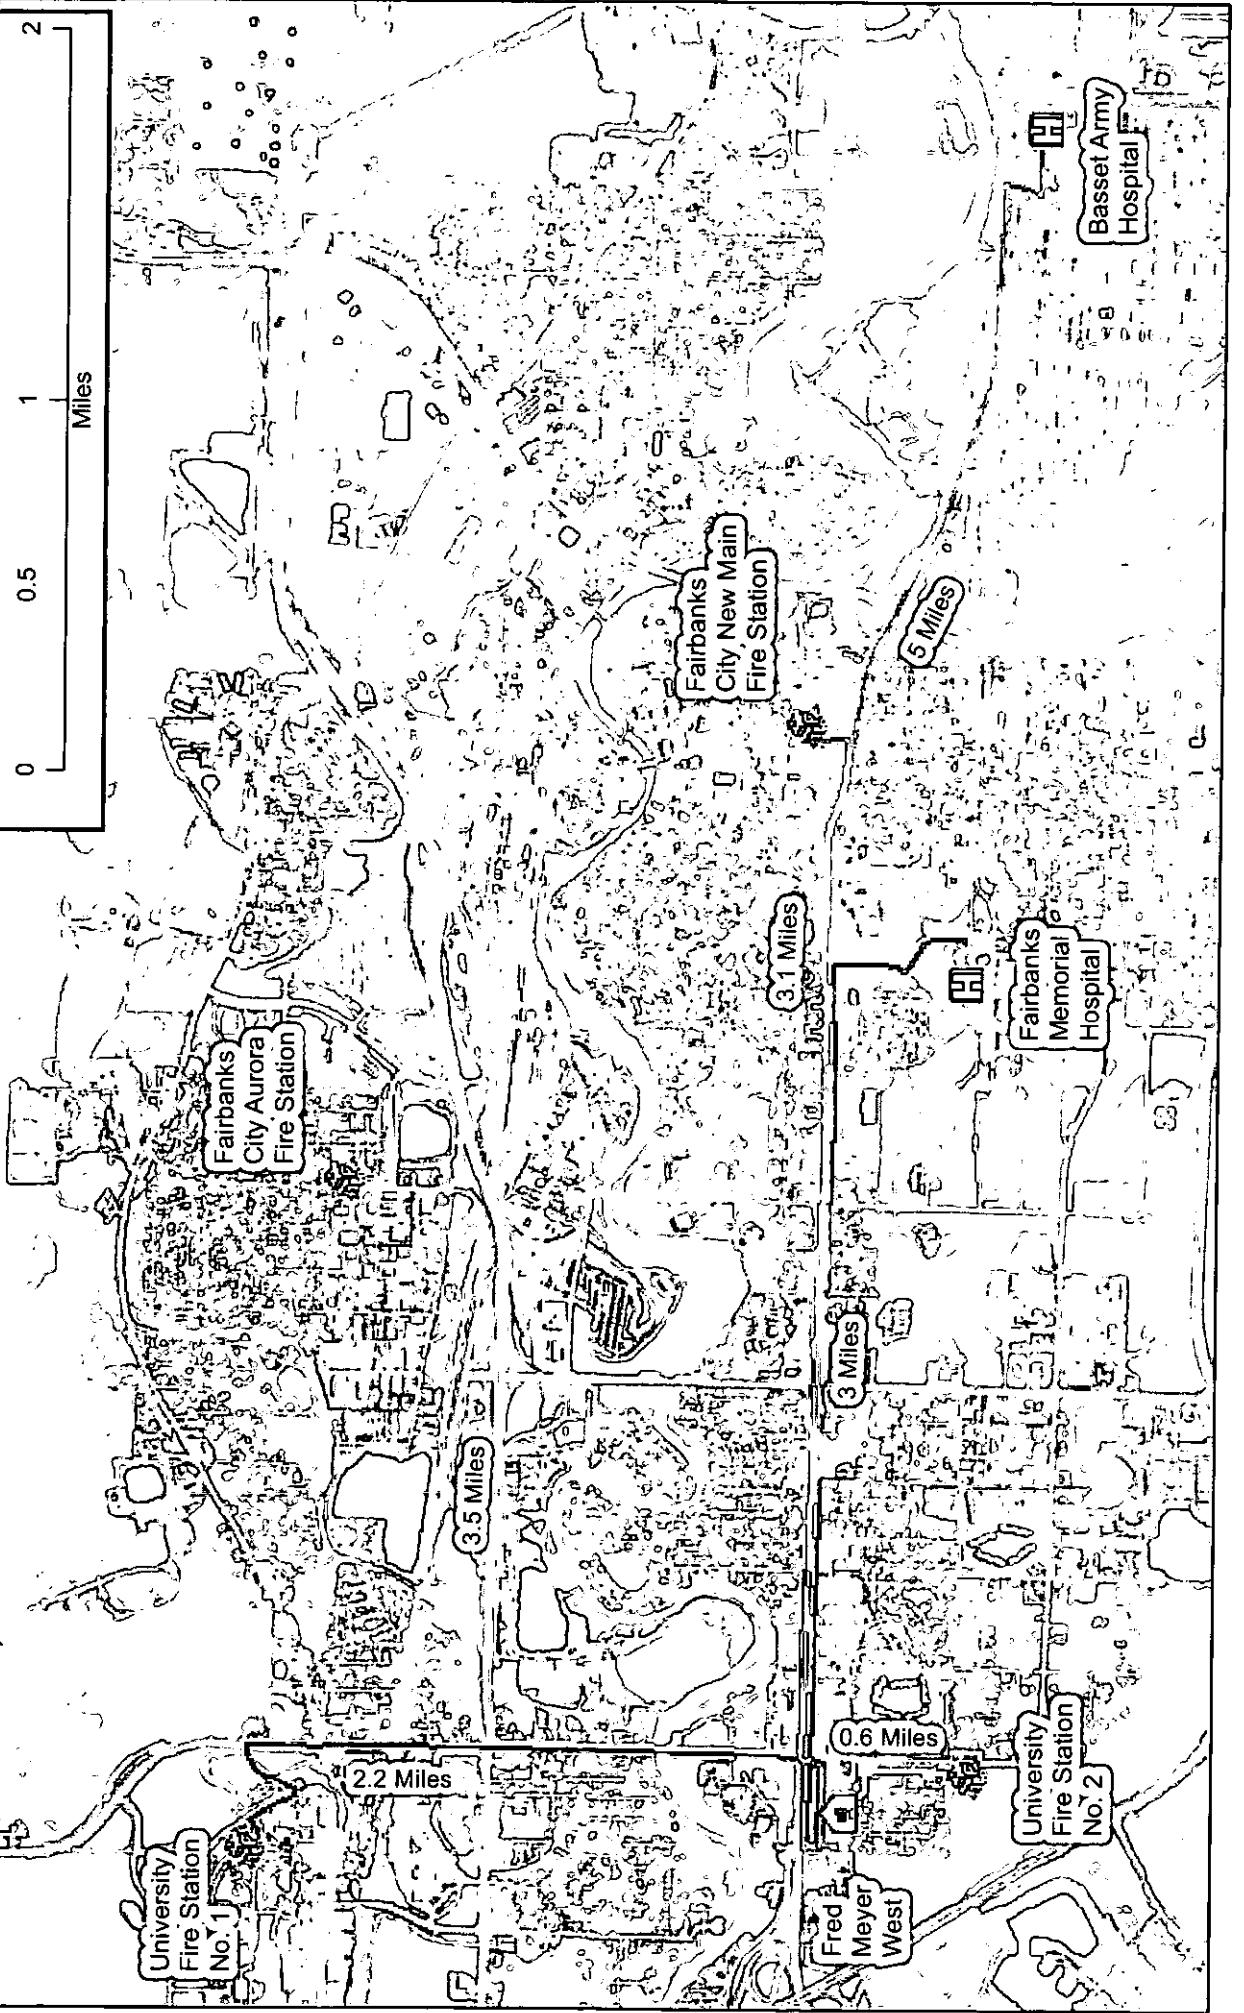 0
0.5
1
2
Miles
University
Fire Station
No. 1
2.2 Miles
3.5 Miles
Fairbanks
City Aurora
Fire Station
Fairbanks
City New Main
Fire Station
3.1 Miles
5 Miles
Fred
Meyer
West
0.6 Miles
3 Miles
University
Fire Station
No. 2
H
Fairbanks
Memorial
Hospital
H
Basset Army
Hospital